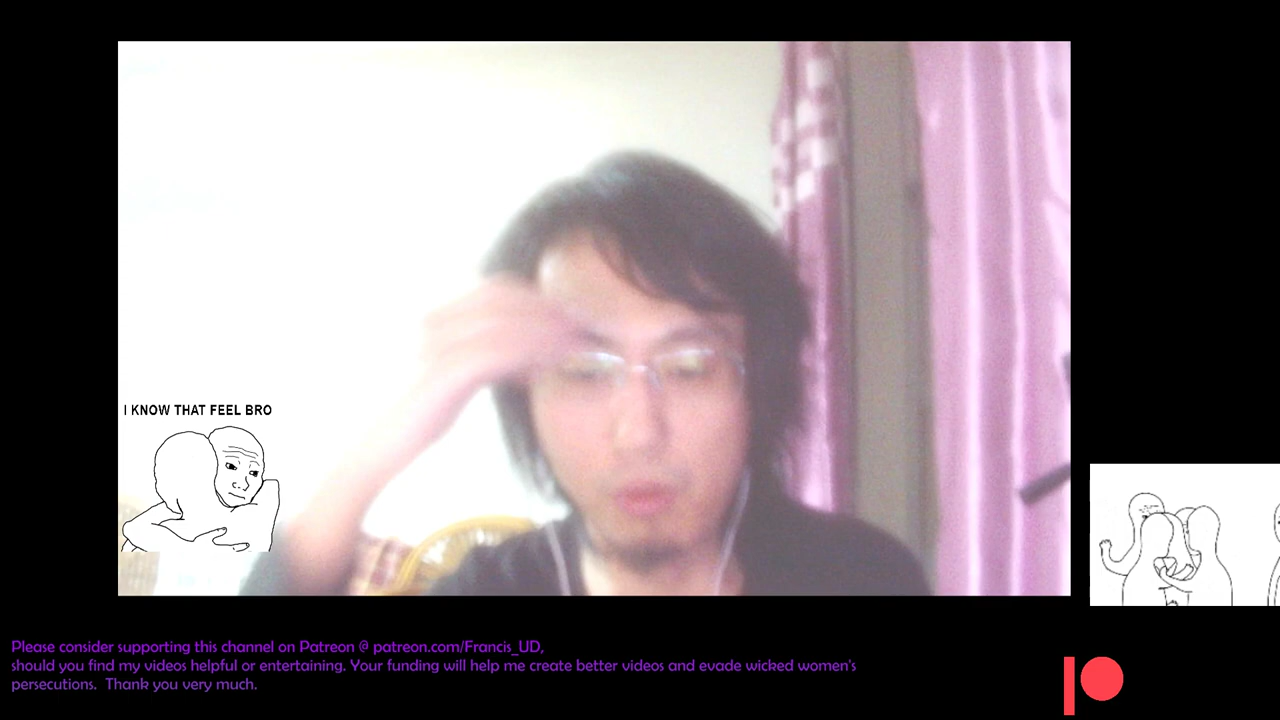 I KNOW THAT FEEL BRO
Please consider supporting this channel on Patreon @ patreon.com/Francis_UD,
should you find my videos helpful or entertaining. Your funding will help me create better videos and evade wicked women's
persecutions. Thank you very much.